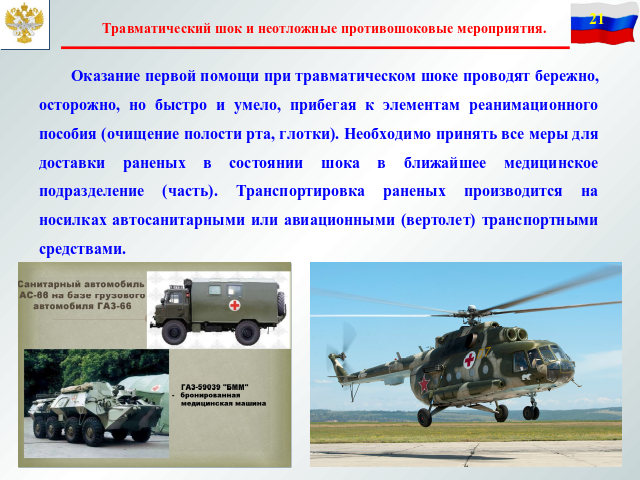 21
Травматический шок и неотложные противошоковые мероприятия.
Оказание первой помощи при травматическом шоке проводят бережно,
осторожно, но быстро и умело, прибегая к элементам реанимационного
пособия (очищение полости рта, глотки). Необходимо принять все меры для
доставки раненых в состоянии шока в ближайшее медицинское
подразделение (часть). Транспортировка раненых производится на
носилках автосанитарными или авиационными (вертолет) транспортными
средствами.
Санитарный автомобиль
АС-66 на базе грузового
автомобиля ГАЗ-66
ГАЗ-59039 "БММ"
- бронированная
медицинская машина